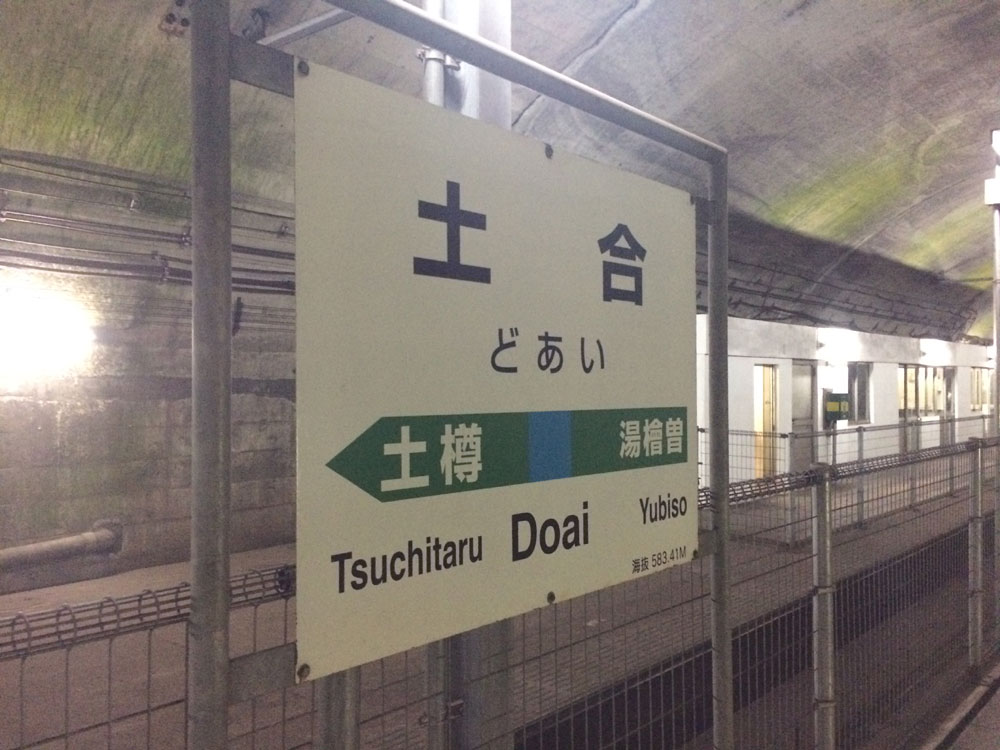 土合
どあい
土樽 湯檜曽
Tsuchitaru Doai Yubiso
海抜 583.41M